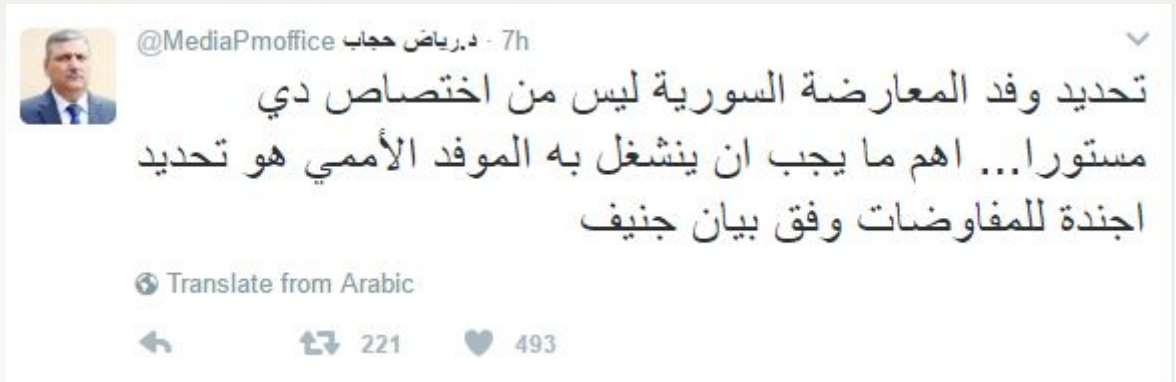 د.رياض حجاب @MediaPmoffice · 7h
تحديد وفد المعارضة السورية ليس من اختصاص دي
مستورا... اهم ما يجب ان ينشغل به الموفد الأممي هو تحديد
اجندة للمفاوضات وفق بيان جنيف
Translate from Arabic
221 493